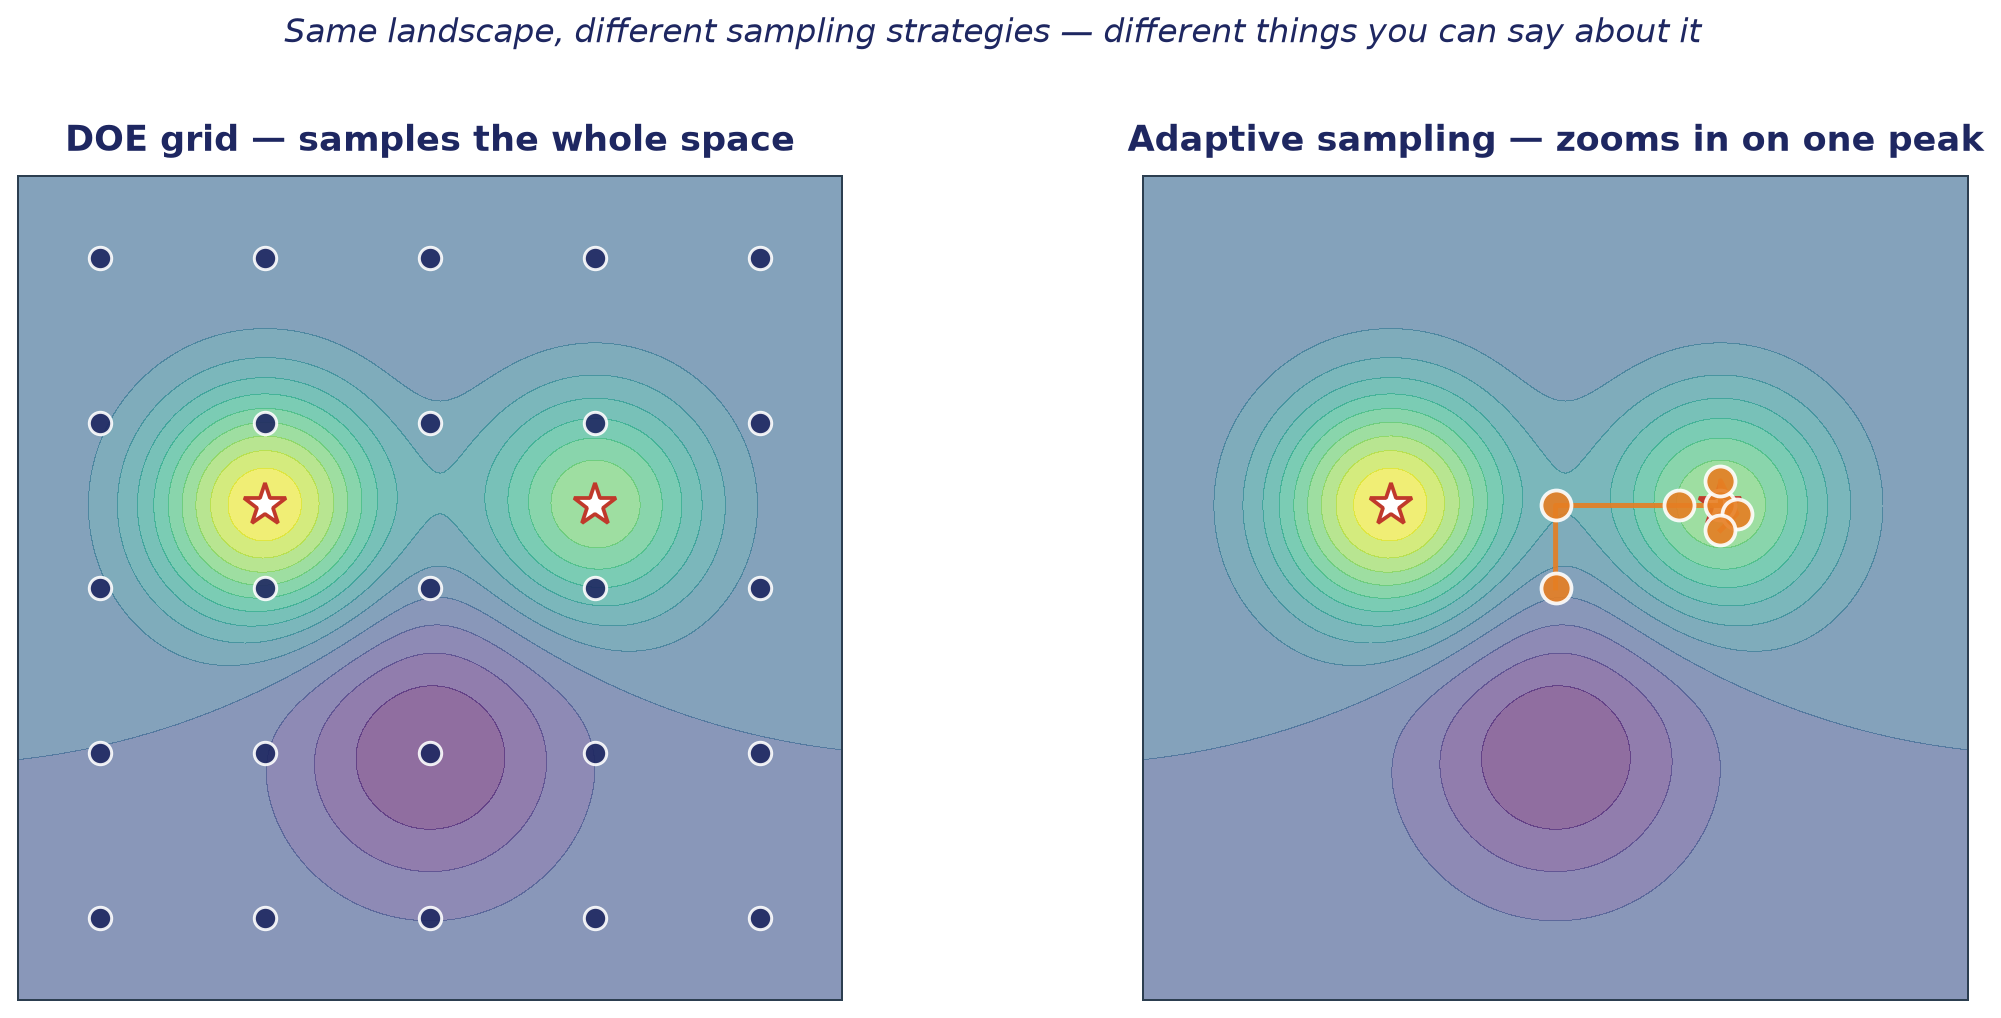 Same landscape, different sampling strategies — different things you can say about it
DOE grid — samples the whole space
Adaptive sampling — zooms in on one peak